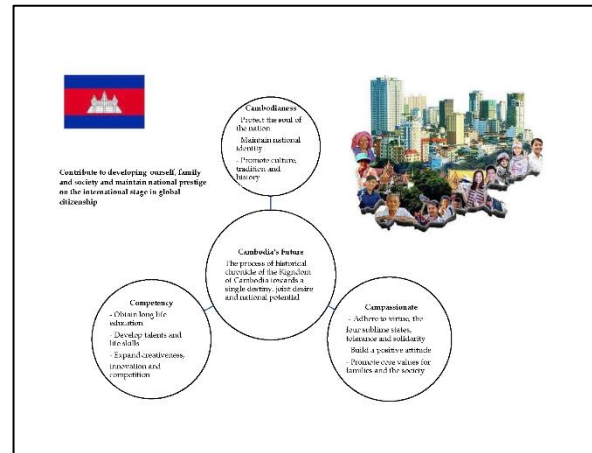 Cambodianess
- Protect the soul of
the nation
- Maintain national
identity
- Promote culture,
tradition and
history
Contribute to developing ourself, family
and society and maintain national prestige
on the international stage in global
citizenship
Cambodia's Future
The process of historical
chronicle of the Kigndom
of Cambodia towards a
single destiny, joint desire
and national potential
Competency
- Obtain long life
education
- Develop talents and
life skills
- Expand creativeness,
innovation and
competition
Campassionate
- Adhere to virtue, the
four sublime states,
tolerance and solidarity
- Build a positive attitude
- Promote core values for
families and the society